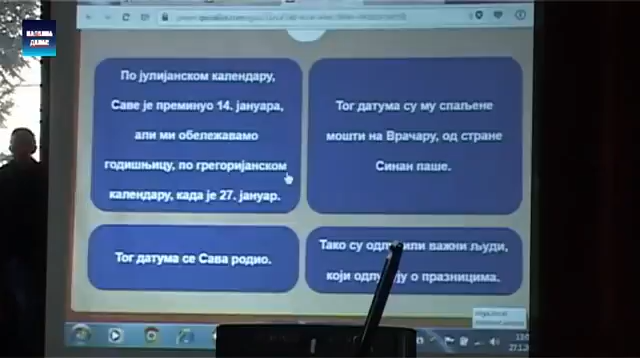 НАПКОВА
ДАНАС
По јулијанском календару,
Саве је преминуо 14. јануара,
али ми обележавамо
годишњицу, по грегоријанском
календару, када је 27. јануар.
Тог датума су му спаљене
мошти на Врачару, од стране
Синан паше.
Тог датума се Сава родио.
Тако су или важни људи,
који о празницима.